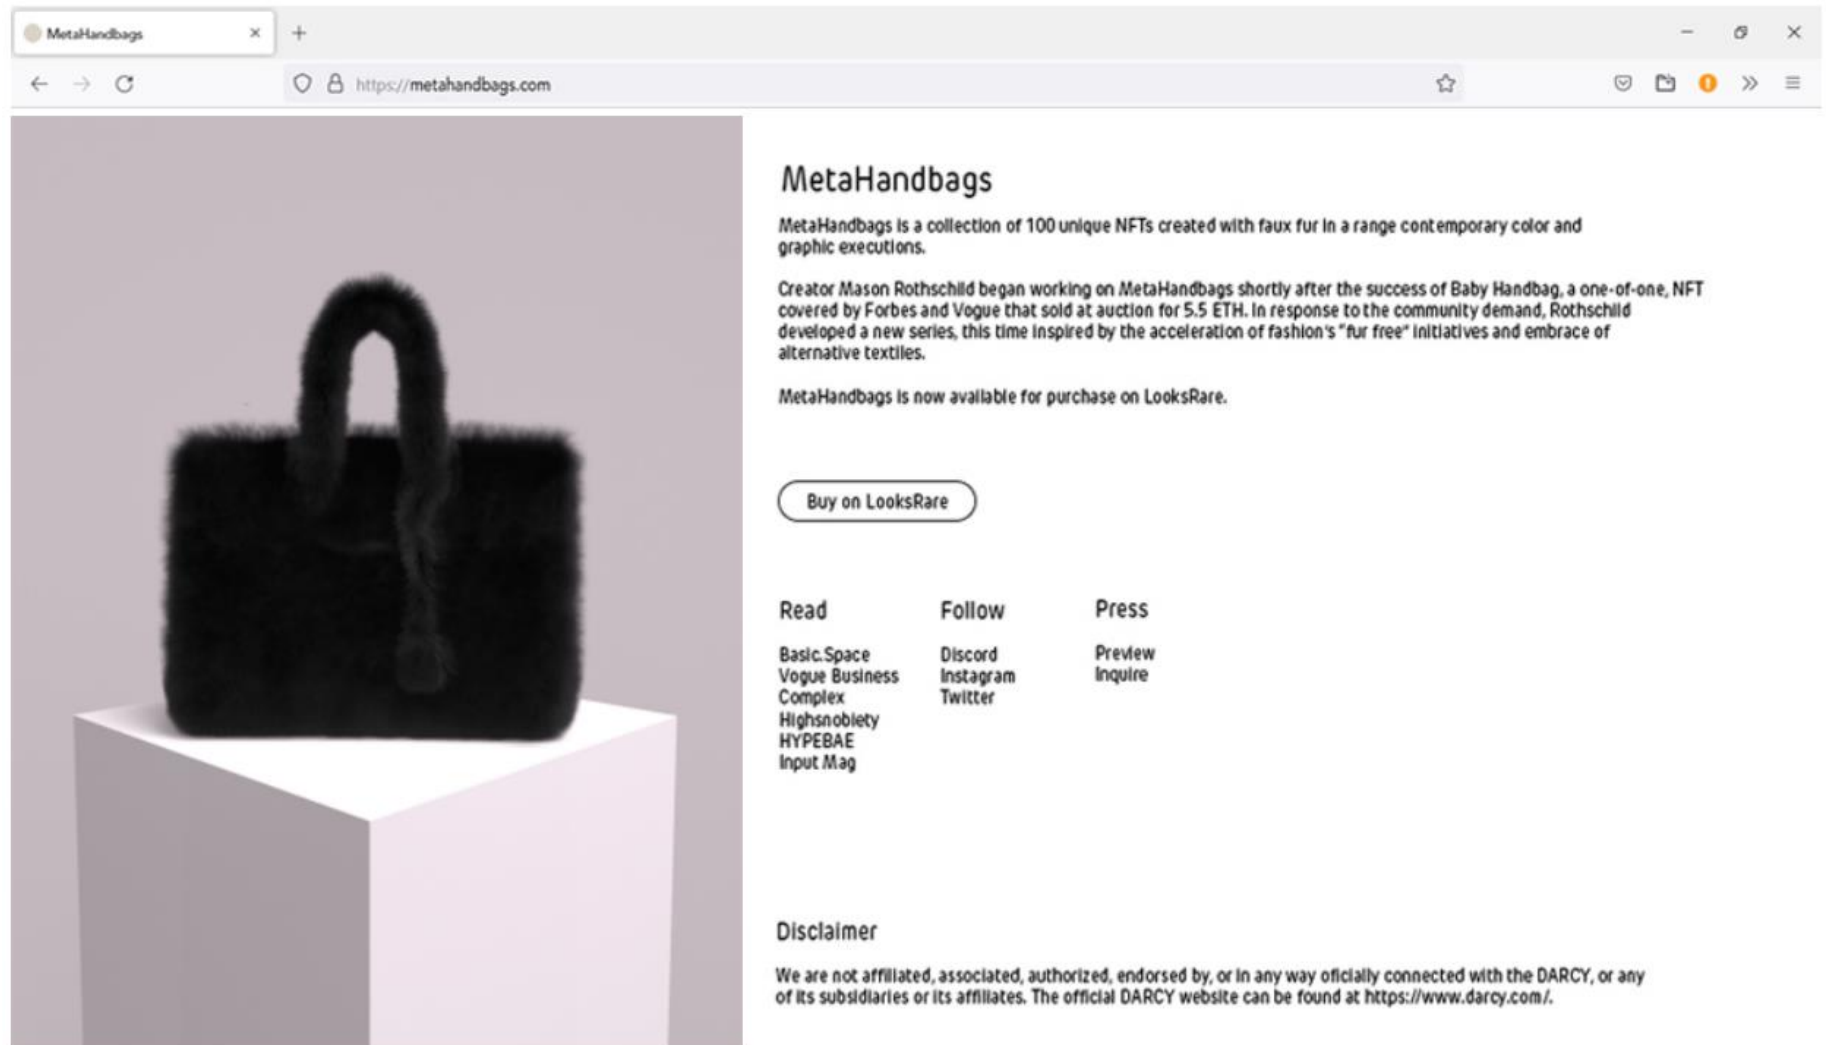 MetaHandbags
https://metahandbags.com
MetaHandbags
MetaHandbags is a collection of 100 unique NFTs created with faux fur in a range contemporary color and
graphic executions.
Creator Mason Rothschild began working on MetaHandbags shortly after the success of Baby Handbag, a one-of-one, NFT
covered by Forbes and Vogue that sold at auction for 5.5 ETH. In response to the community demand, Rothschild
developed a new series, this time inspired by the acceleration of fashion's "fur free" initiatives and embrace of
alternative textiles.
MetaHandbags is now available for purchase on LooksRare.
Buy on LooksRare
Read
Basic.Space
Vogue Business
Complex
Highsnobiety
HYPEBAE
Input Mag
Follow
Discord
Instagram
Twitter
Press
Preview
Inquire
Disclaimer
We are not affiliated, associated, authorized, endorsed by, or in any way oficially connected with the DARCY, or any
of its subsidiaries or its affiliates. The official DARCY website can be found at https://www.darcy.com/.